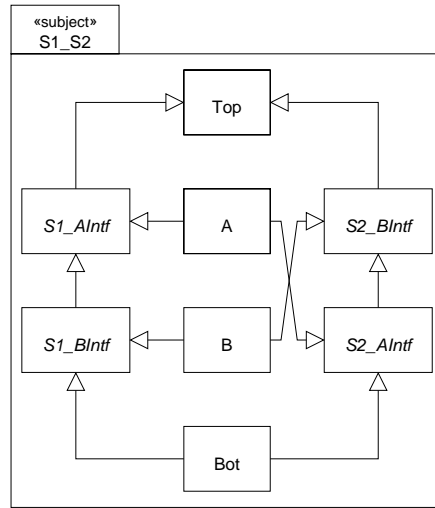 «subject»
S1_S2
Top
S1_AIntf
A
S2_BIntf
S1_BIntf
B
S2_AIntf
Bot